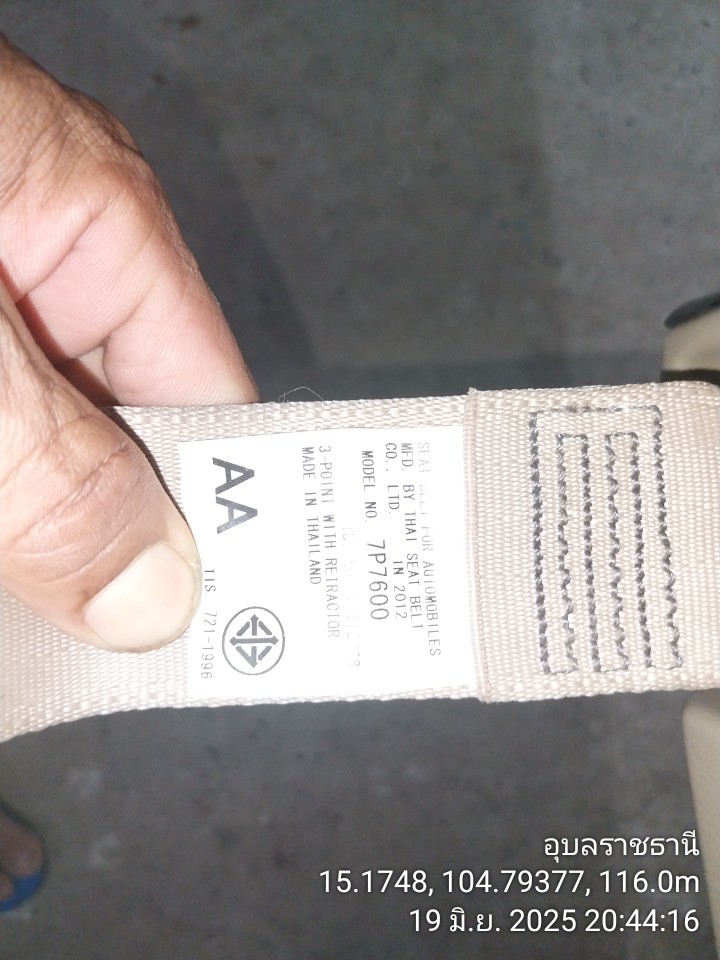 SEAT BELT FOR AUTOMOBILES
MFD. BY THAI SEAT BELT
CO., LTD. IN 2012
MODEL NO. 7P7600
3-POINT WITH RETRACTOR
MADE IN THAILAND
AA
TIS 721-1996
อุบลราชธานี
15.1748, 104.79377, 116.0m
19 มิ.ย. 2025 20:44:16